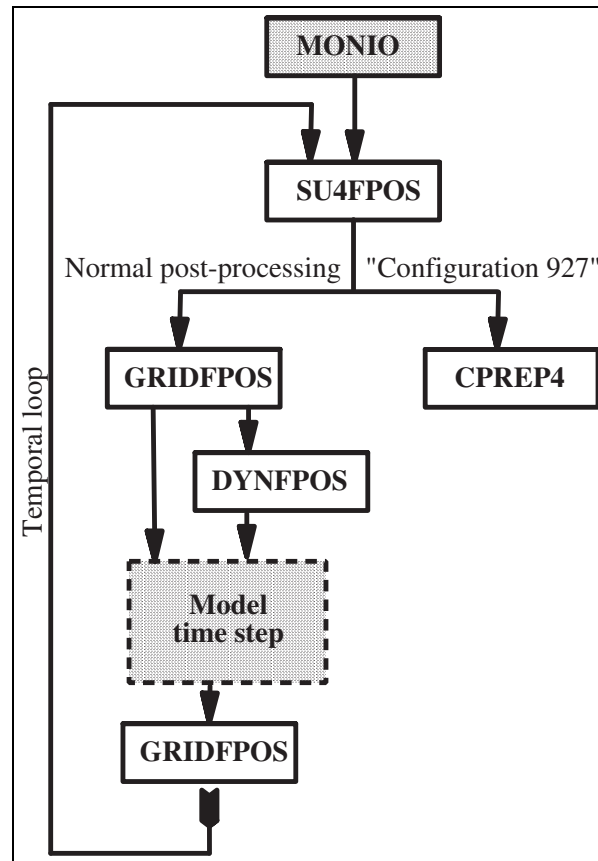 MONIO
SU4FPOS
Normal post-processing
"Configuration 927"
GRIDFPOS
CPREP4
DYNFPOS
Temporal loop
Model
time step
GRIDFPOS